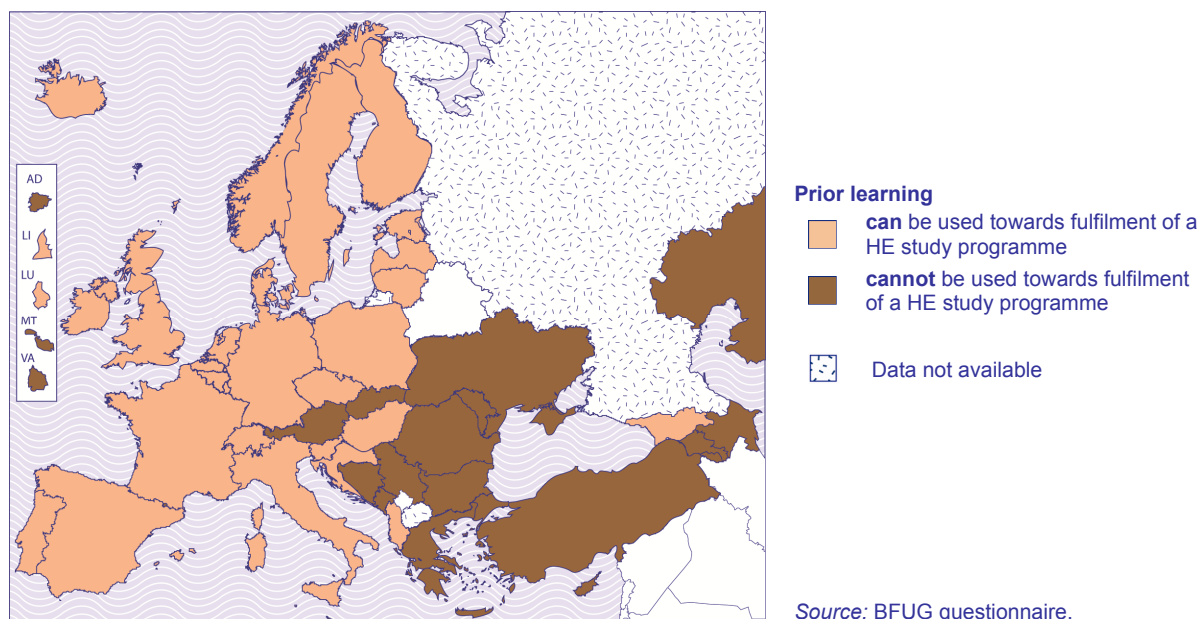 AD
LI
LU
MT
VA
Prior learning
can be used towards fulfilment of a
HE study programme
cannot be used towards fulfilment
of a HE study programme
Data not available
Source: BFUG questionnaire.